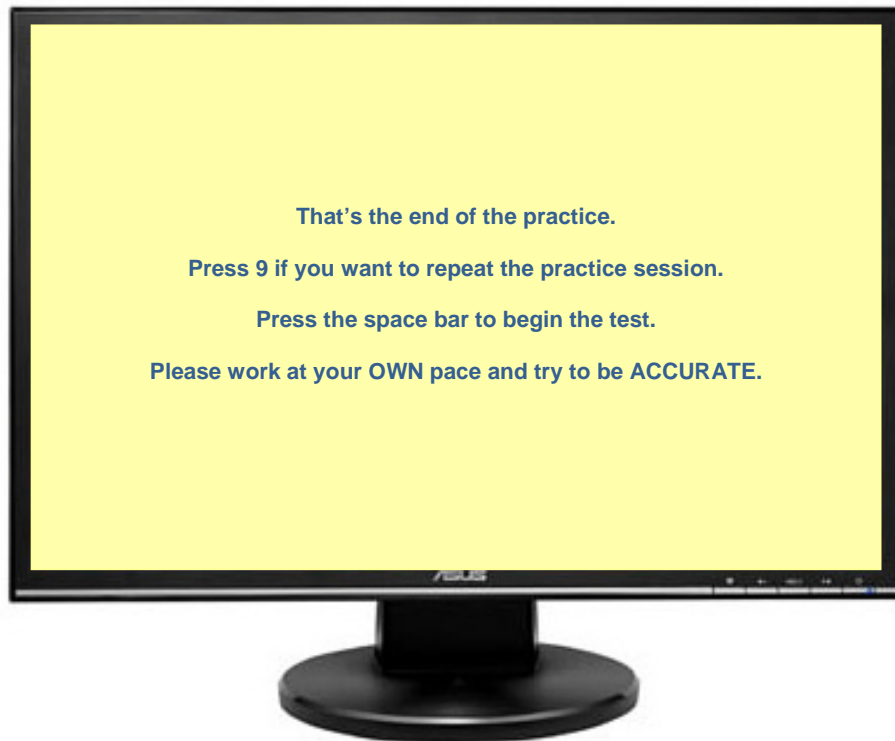 That's the end of the practice.
Press 9 if you want to repeat the practice session.
Press the space bar to begin the test.
Please work at your OWN pace and try to be ACCURATE.
ASUS